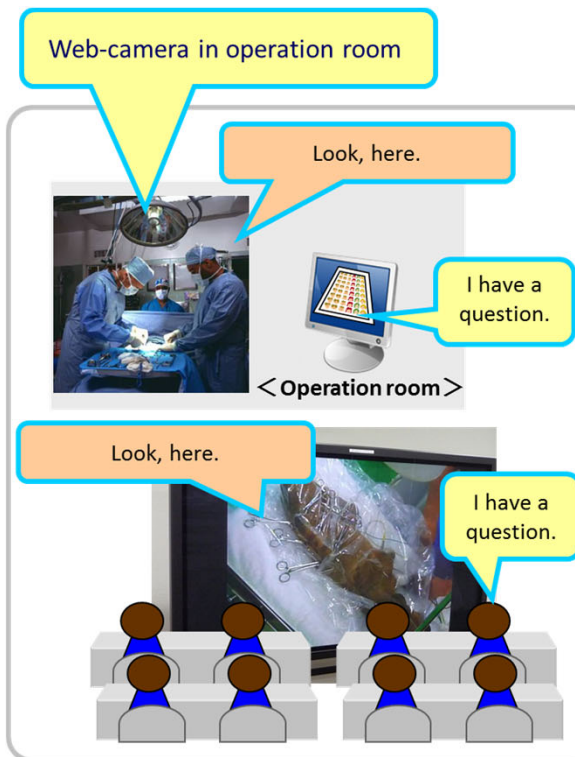 Web-camera in operation room
Look, here.
I have a
question.
＜Operation room＞
Look, here.
I have a
question.